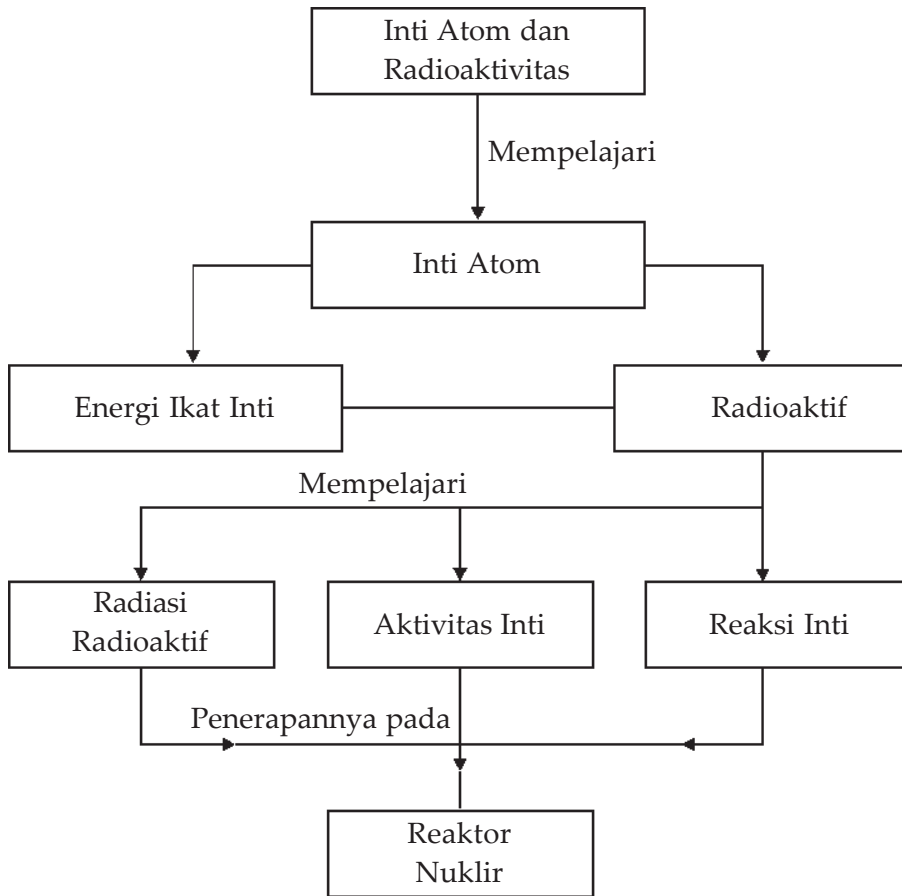 Inti Atom dan
Radioaktivitas
Mempelajari
Inti Atom
Energi Ikat Inti
Radioaktif
Mempelajari
Radiasi
Radioaktif
Aktivitas Inti
Reaksi Inti
Penerapannya pada
Reaktor
Nuklir